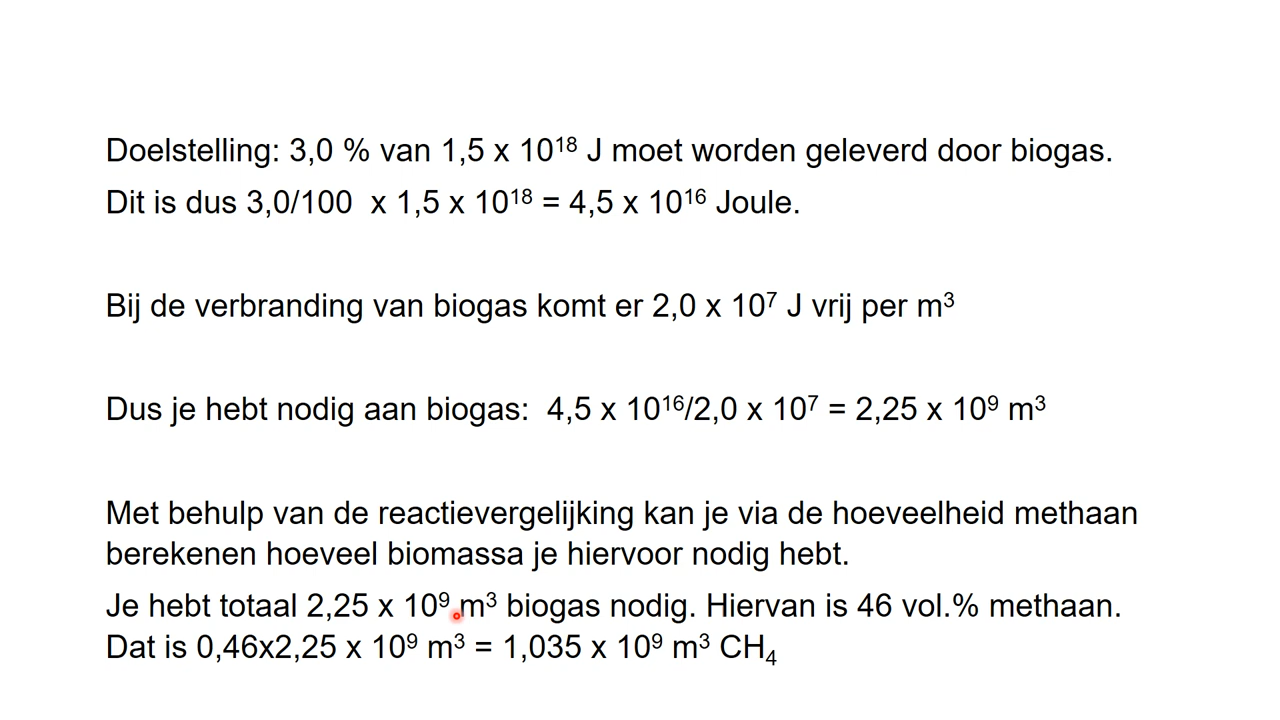 Doelstelling: 3,0 % van 1,5 x 10¹⁸ J moet worden geleverd door biogas.
Dit is dus 3,0/100  x 1,5 x 10¹⁸ = 4,5 x 10¹⁶ Joule.
Bij de verbranding van biogas komt er 2,0 x 10⁷ J vrij per m³
Dus je hebt nodig aan biogas:  4,5 x 10¹⁶/2,0 x 10⁷ = 2,25 x 10⁹ m³
Met behulp van de reactievergelijking kan je via de hoeveelheid methaan
berekenen hoeveel biomassa je hiervoor nodig hebt.
Je hebt totaal 2,25 x 10⁹ m³ biogas nodig. Hiervan is 46 vol.% methaan.
Dat is 0,46x2,25 x 10⁹ m³ = 1,035 x 10⁹ m³ CH₄